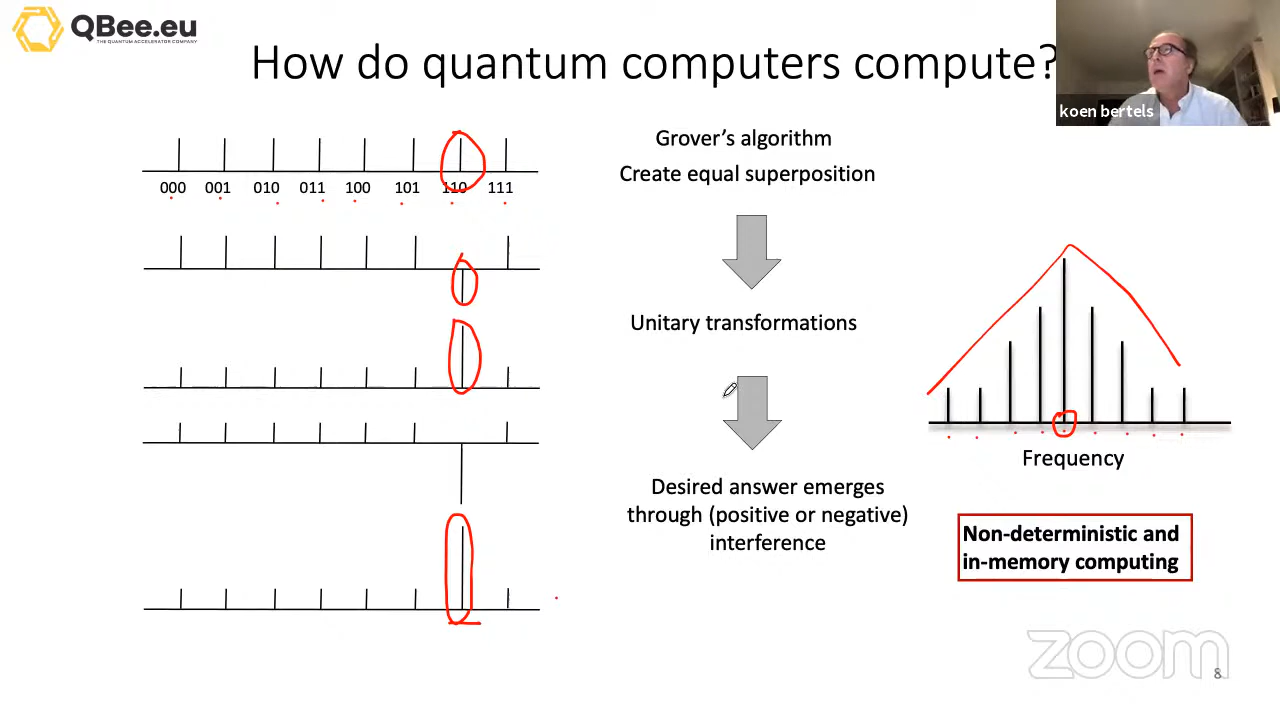 QBee.eu
THE QUANTUM ACCELERATOR COMPANY
How do quantum computers compute?
koen bertels
Grover’s algorithm
Create equal superposition
000 001 010 011 100 101 110 111
Unitary transformations
Desired answer emerges
through (positive or negative)
interference
Frequency
Non-deterministic and
in-memory computing
zoom
8